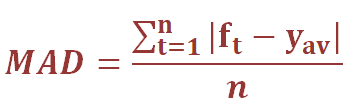 MAD = ∑ⁿₜ₌₁ |fₜ − yₐᵥ| / n